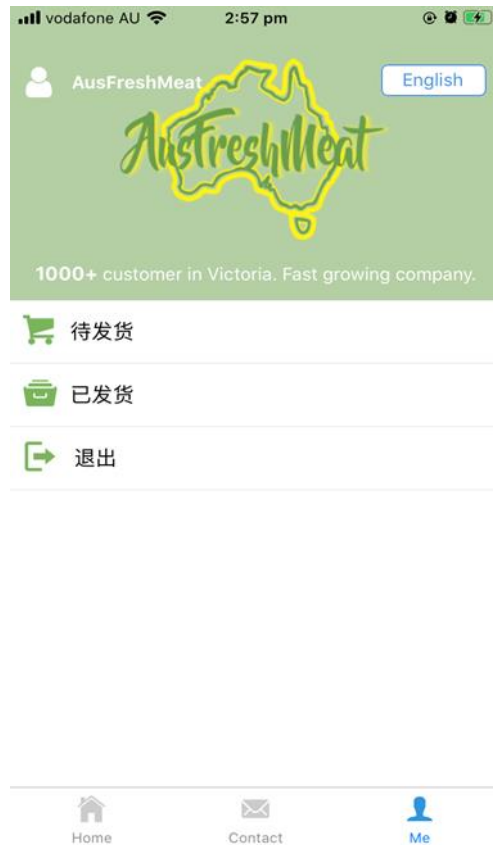 vodafone AU 2:57 pm
AusFreshMeat English
AusFreshMeat
1000+ customer in Victoria. Fast growing company.
待发货
已发货
退出
Home Contact Me